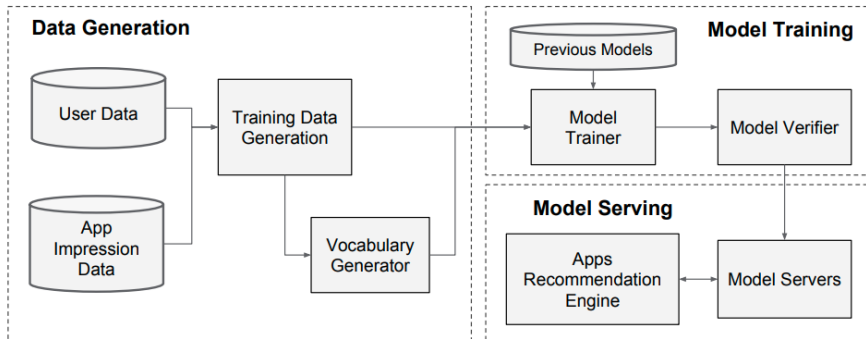 Data Generation
User Data
App
Impression
Data
Training Data
Generation
Vocabulary
Generator
Model Training
Previous Models
Model
Trainer
Model Verifier
Model Serving
Apps
Recommendation
Engine
Model Servers